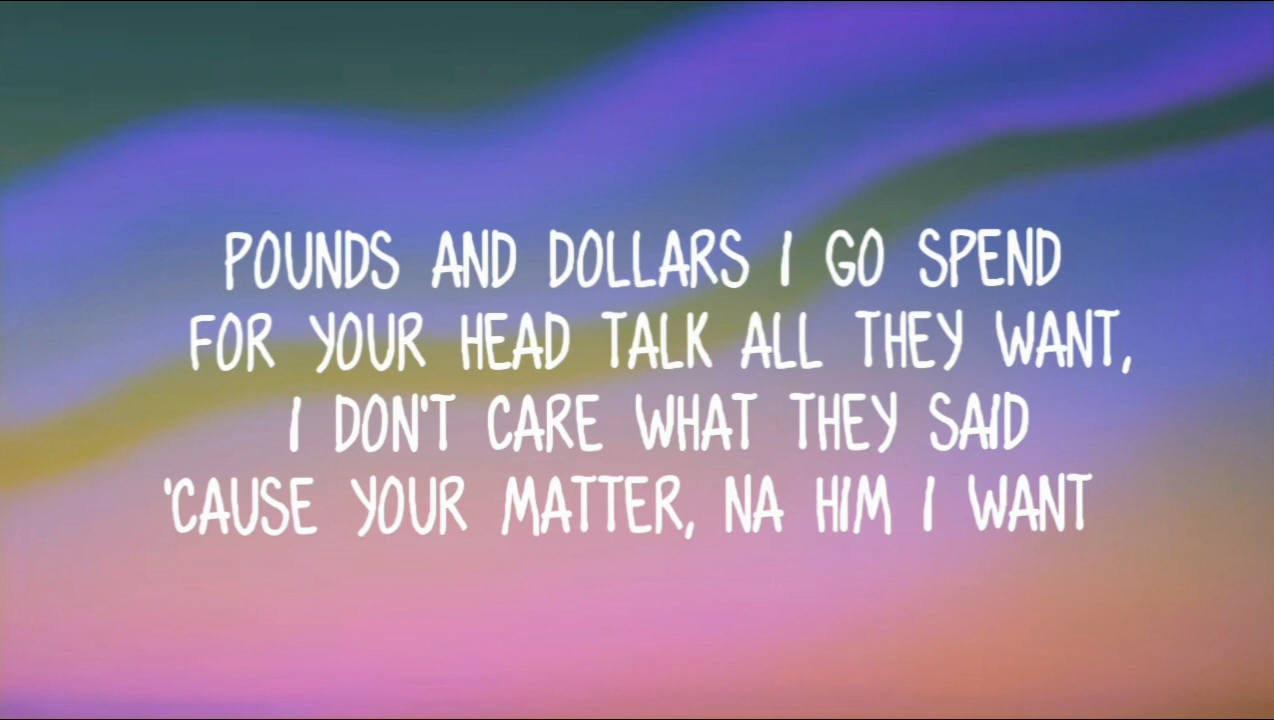 POUNDS AND DOLLARS I GO SPEND
FOR YOUR HEAD TALK ALL THEY WANT,
I DON'T CARE WHAT THEY SAID
'CAUSE YOUR MATTER, NA HIM I WANT